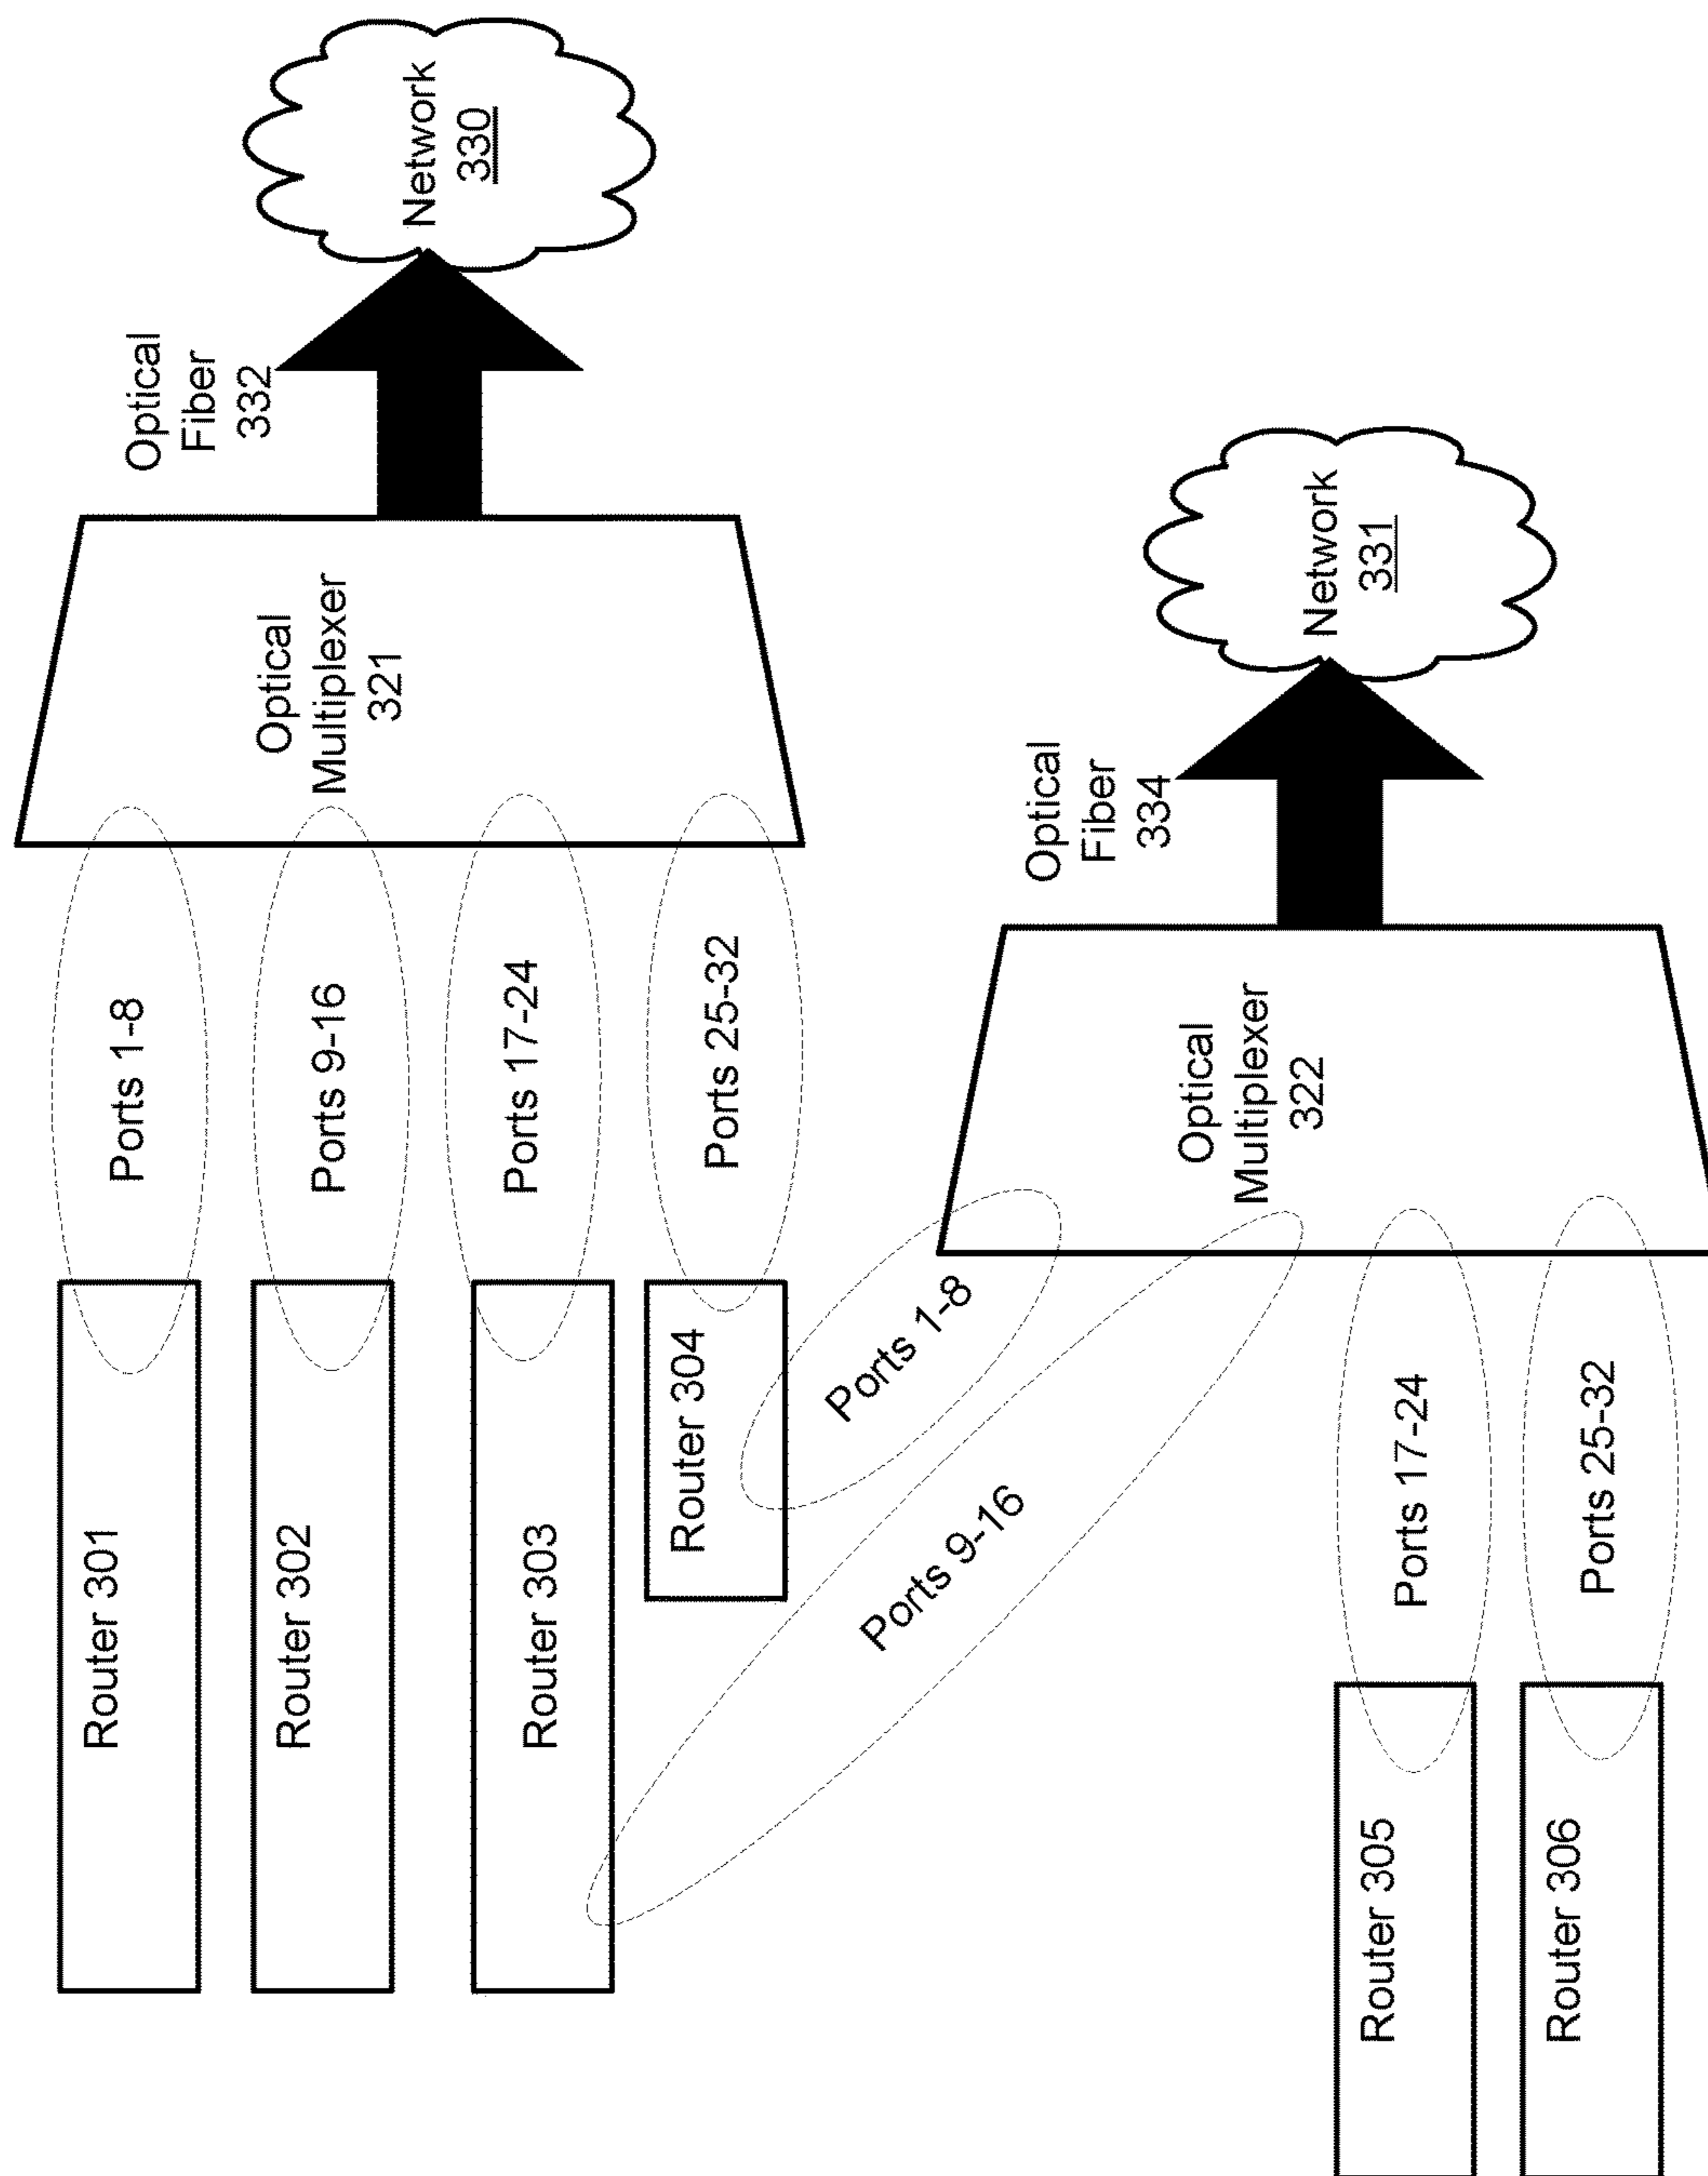 Router 301
Router 302
Router 303
Router 304
Ports 1-8
Ports 9-16
Ports 17-24
Ports 25-32
Optical
Multiplexer
321
Optical
Fiber
332
Network
330
Ports 1-8
Ports 9-16
Router 305
Router 306
Ports 17-24
Ports 25-32
Optical
Multiplexer
322
Optical
Fiber
334
Network
331